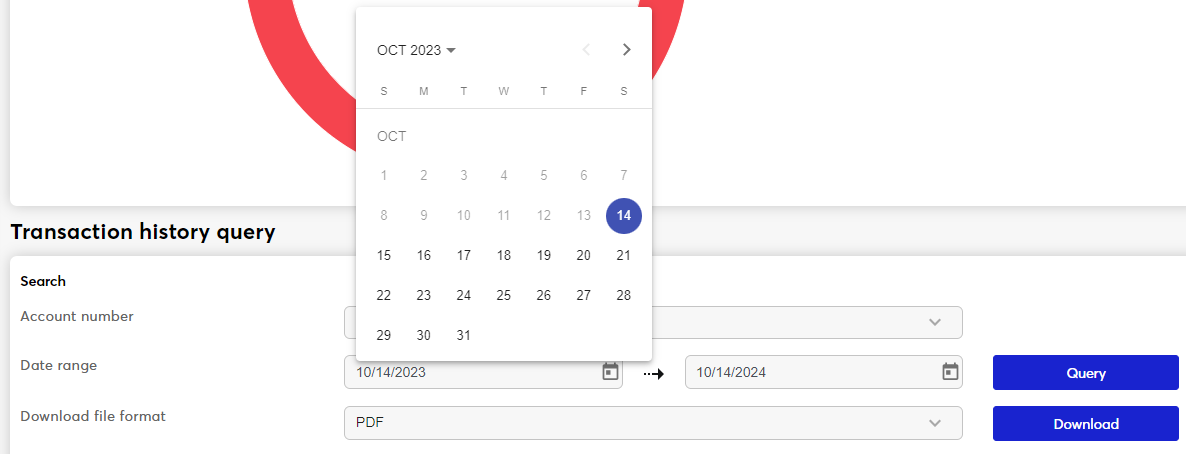 OCT 2023
S M T W T F S
OCT
1 2 3 4 5 6 7
8 9 10 11 12 13 14
15 16 17 18 19 20 21
22 23 24 25 26 27 28
29 30 31
Transaction history query
Search
Account number
Date range 10/14/2023 10/14/2024 Query
Download file format PDF Download